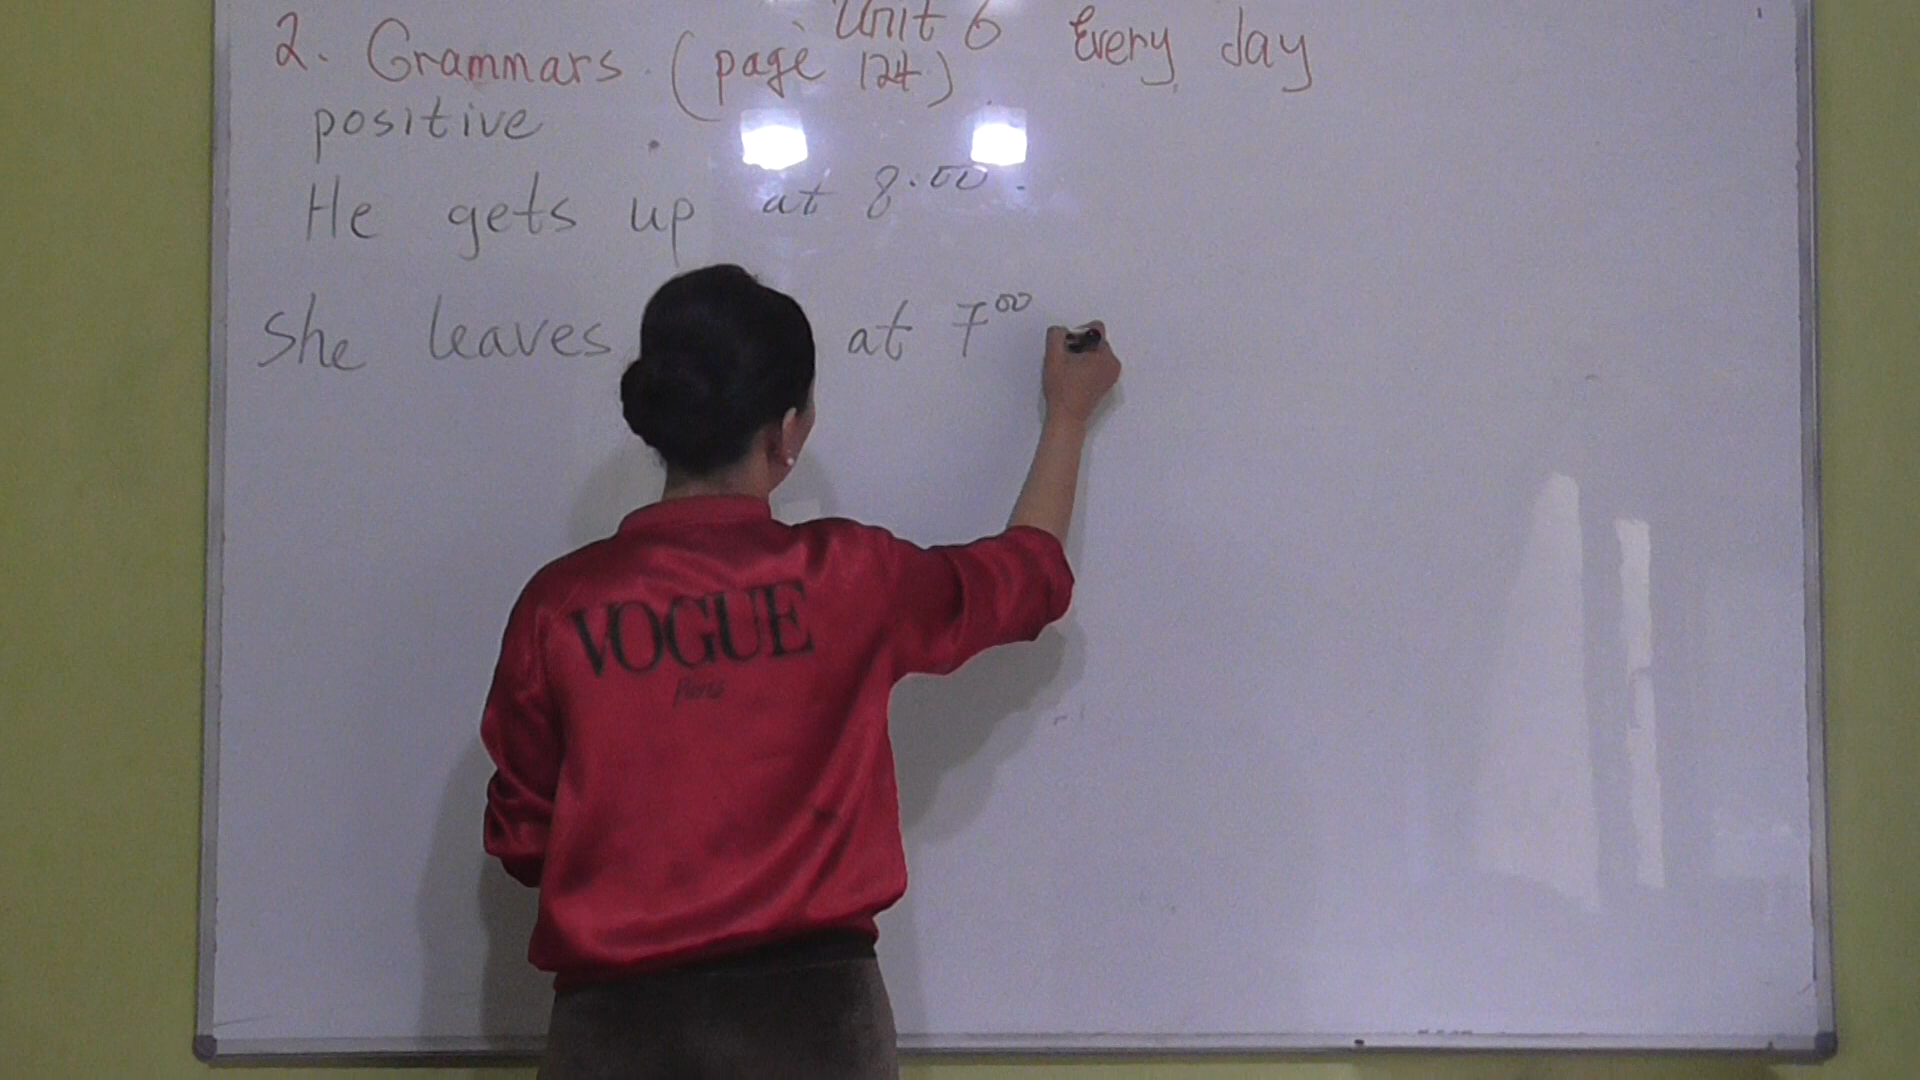 Unit 6 Every day
2. Grammars. (page 124)
positive
He gets up at 8.00.
She leaves at 7⁰⁰
VOGUE
Paris